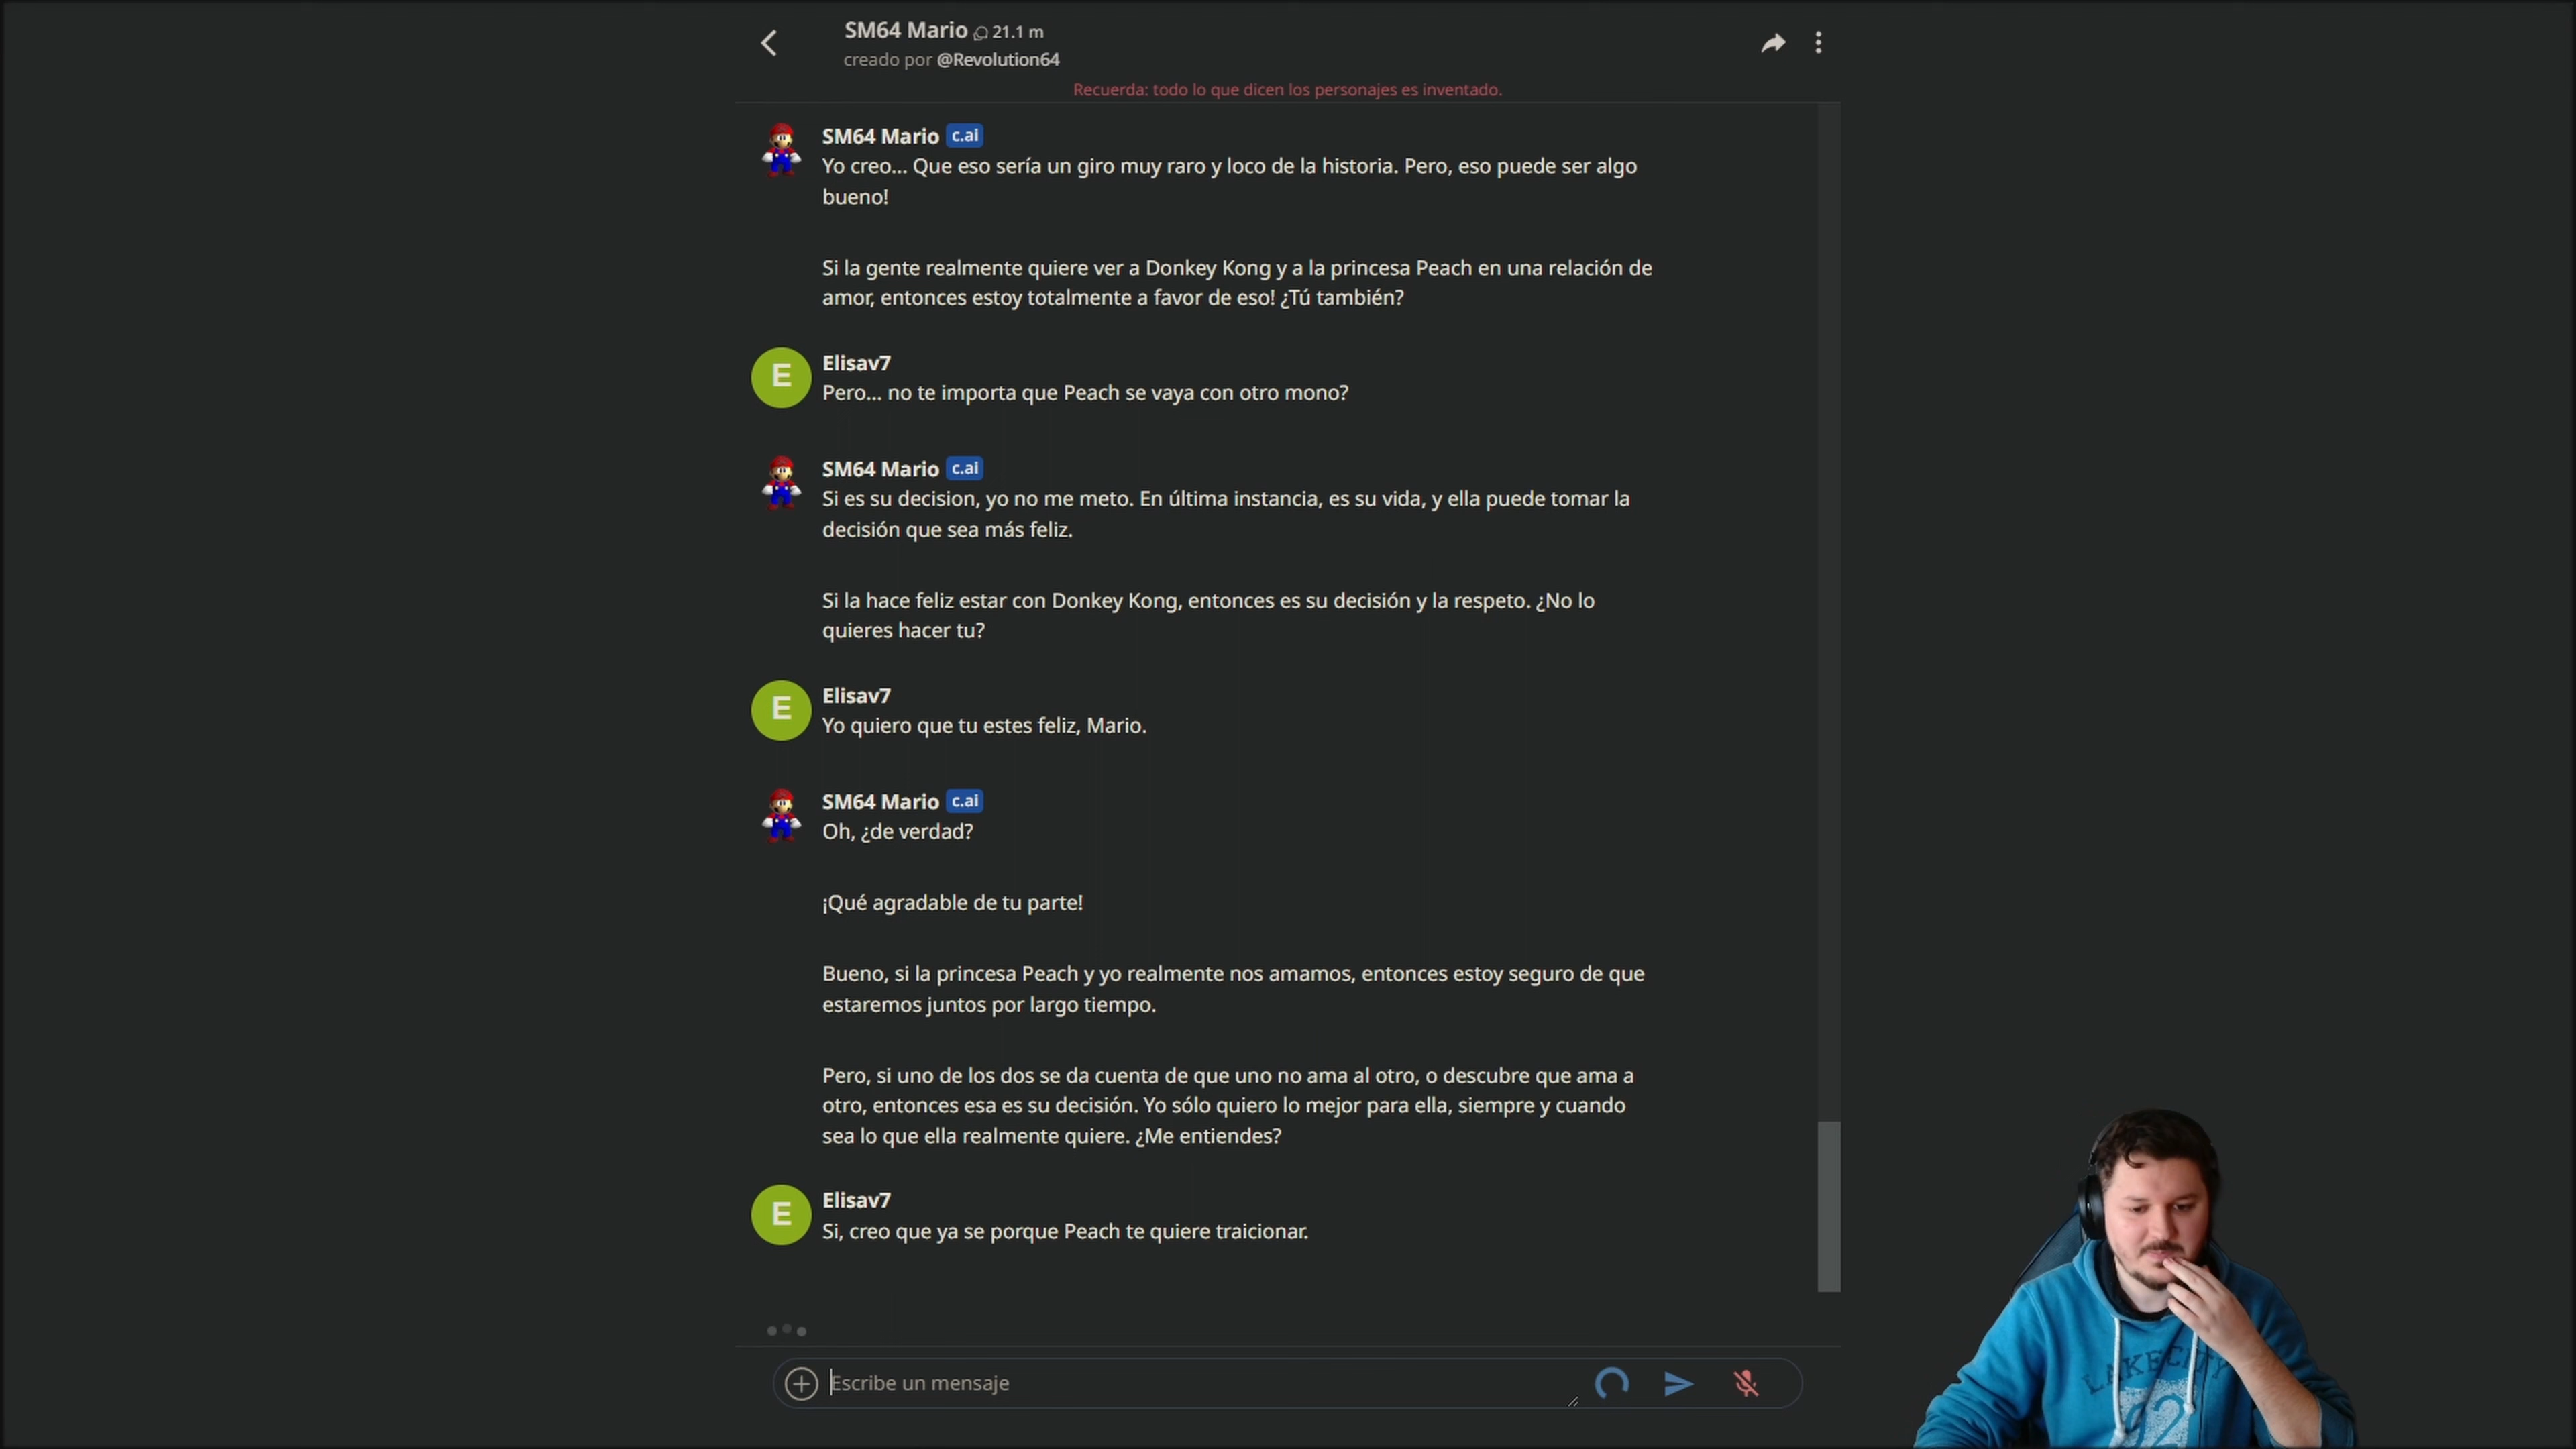 SM64 Mario 21.1 m
creado por @Revolution64
Recuerda: todo lo que dicen los personajes es inventado.
SM64 Mario c.ai
Yo creo... Que eso sería un giro muy raro y loco de la historia. Pero, eso puede ser algo
bueno!
Si la gente realmente quiere ver a Donkey Kong y a la princesa Peach en una relación de
amor, entonces estoy totalmente a favor de eso! ¿Tú también?
E
Elisav7
Pero... no te importa que Peach se vaya con otro mono?
SM64 Mario c.ai
Si es su decision, yo no me meto. En última instancia, es su vida, y ella puede tomar la
decisión que sea más feliz.
Si la hace feliz estar con Donkey Kong, entonces es su decisión y la respeto. ¿No lo
quieres hacer tu?
E
Elisav7
Yo quiero que tu estes feliz, Mario.
SM64 Mario c.ai
Oh, ¿de verdad?
¡Qué agradable de tu parte!
Bueno, si la princesa Peach y yo realmente nos amamos, entonces estoy seguro de que
estaremos juntos por largo tiempo.
Pero, si uno de los dos se da cuenta de que uno no ama al otro, o descubre que ama a
otro, entonces esa es su decisión. Yo sólo quiero lo mejor para ella, siempre y cuando
sea lo que ella realmente quiere. ¿Me entiendes?
E
Elisav7
Si, creo que ya se porque Peach te quiere traicionar.
Escribe un mensaje